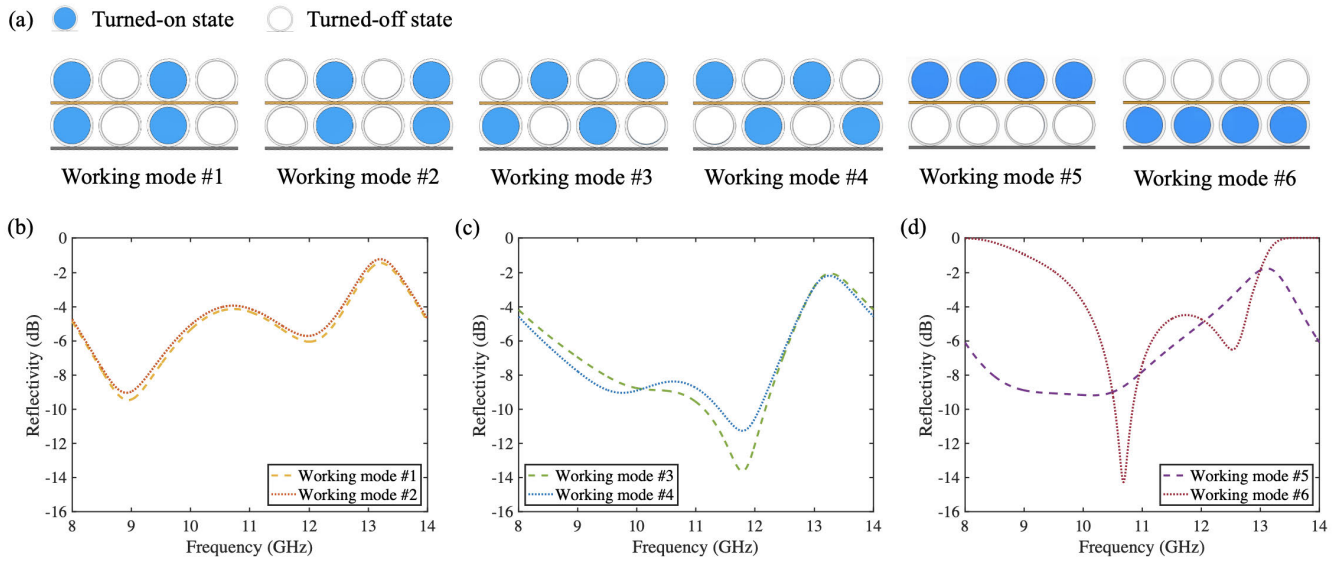 (a) Turned-on state Turned-off state
Working mode #1 Working mode #2 Working mode #3 Working mode #4 Working mode #5 Working mode #6
(b)
0
-2
-4
-6
-8
-10
-12
-14
-16
Reflectivity (dB)
8 9 10 11 12 13 14
Frequency (GHz)
Working mode #1
Working mode #2
(c)
0
-2
-4
-6
-8
-10
-12
-14
-16
Reflectivity (dB)
8 9 10 11 12 13 14
Frequency (GHz)
Working mode #3
Working mode #4
(d)
0
-2
-4
-6
-8
-10
-12
-14
-16
Reflectivity (dB)
8 9 10 11 12 13 14
Frequency (GHz)
Working mode #5
Working mode #6